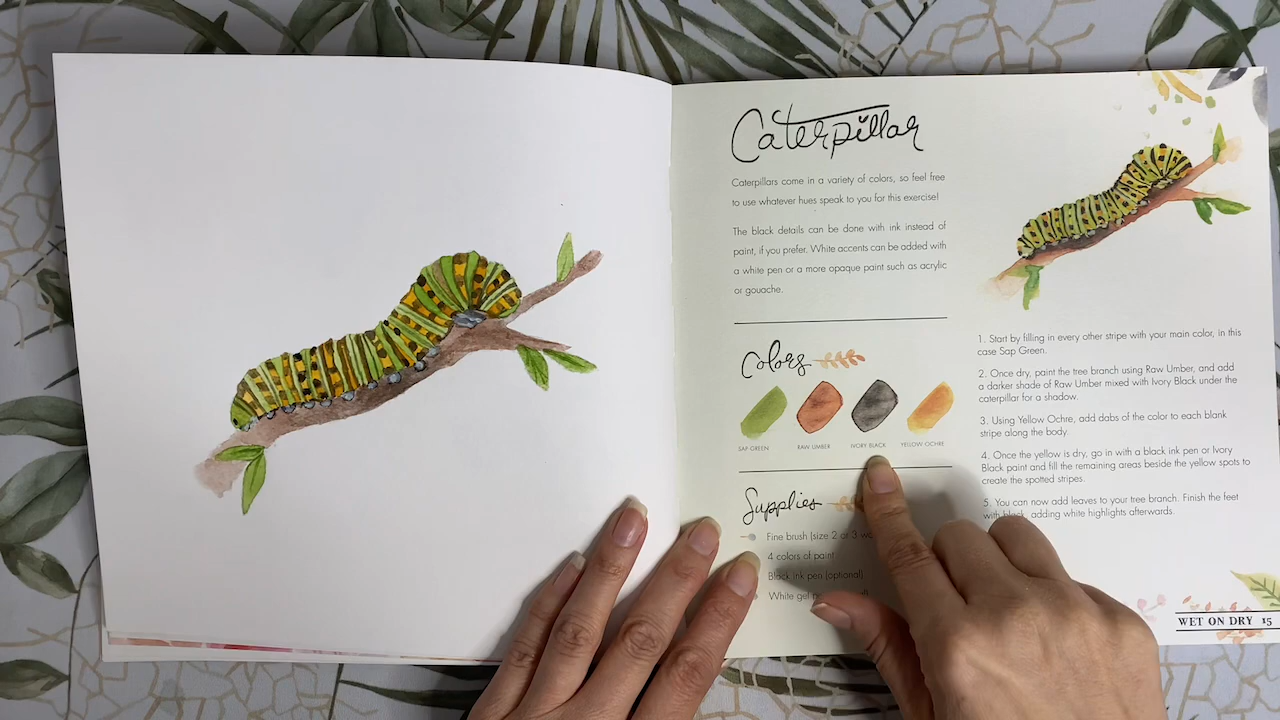 Caterpillar
Caterpillars come in a variety of colors, so feel free
to use whatever hues speak to you for this exercise!
The black details can be done with ink instead of
paint, if you prefer. White accents can be added with
a white pen or a more opaque paint such as acrylic
or gouache.
Colors
SAP GREEN
RAW UMBER
IVORY BLACK
YELLOW OCHRE
Supplies
Fine brush (size 2 or 3
4 colors of paint
Black ink pen (optional)
White gel
1. Start by filling in every other stripe with your main color, in this
case Sap Green.
2. Once dry, paint the tree branch using Raw Umber, and add
a darker shade of Raw Umber mixed with Ivory Black under the
caterpillar for a shadow.
3. Using Yellow Ochre, add dabs of the color to each blank
stripe along the body.
4. Once the yellow is dry, go in with a black ink pen or Ivory
Black paint and fill the remaining areas beside the yellow spots to
create the spotted stripes.
5. You can now add leaves to your tree branch. Finish the feet
with black, adding white highlights afterwards.
WET ON DRY 15